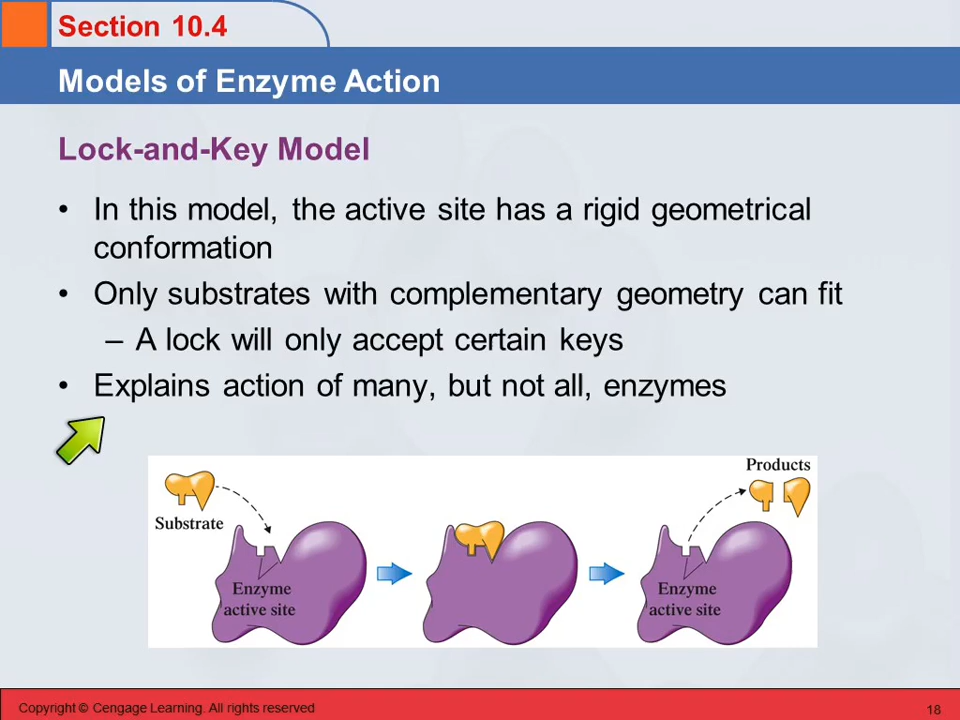 Section 10.4
Models of Enzyme Action
Lock-and-Key Model
• In this model, the active site has a rigid geometrical
conformation
• Only substrates with complementary geometry can fit
– A lock will only accept certain keys
• Explains action of many, but not all, enzymes
Products
Substrate
Enzyme
active site
Enzyme
active site
Copyright © Cengage Learning. All rights reserved
18